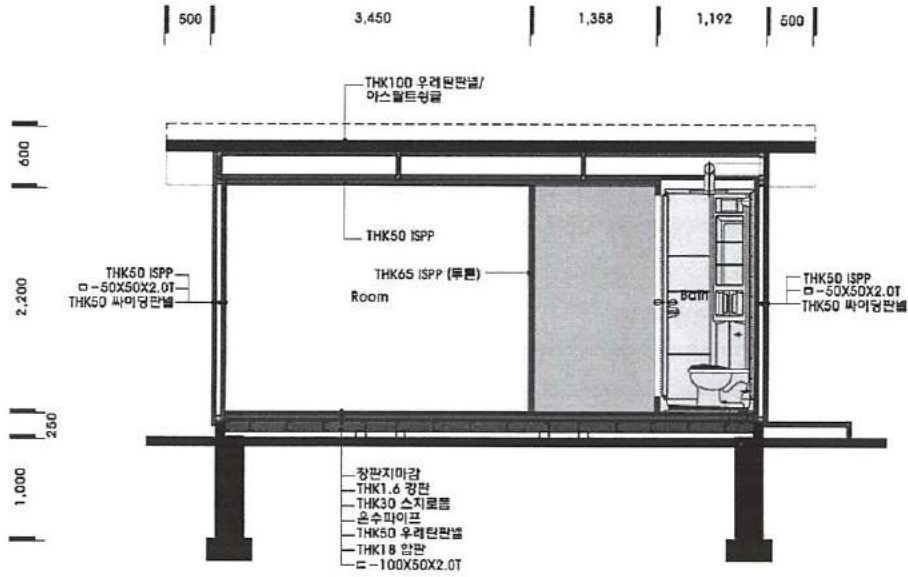 500
3,450
1,358
1,192
500
THK100 우레탄판넬/
아스팔트슁글
600
THK50 ISPP
THK65 ISPP (투톤)
THK50 ISPP
ㅁ-50X50X2.0T
THK50 싸이딩판넬
Room
Bath
THK50 ISPP
ㅁ-50X50X2.0T
THK50 싸이딩판넬
2,200
250
1,000
장판지마감
THK1.6 강판
THK30 스치로폼
온수파이프
THK50 우레탄판넬
THK18 합판
ㄷ-100X50X2.0T